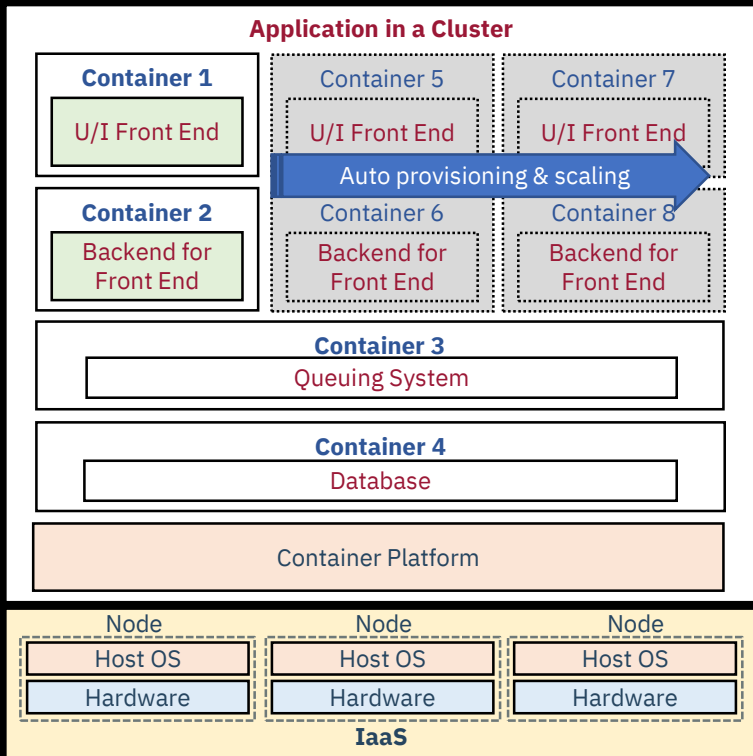 Application in a Cluster
Container 1
U/I Front End
Container 5
U/I Front End
Container 7
U/I Front End
Auto provisioning & scaling
Container 2
Backend for
Front End
Container 6
Backend for
Front End
Container 8
Backend for
Front End
Container 3
Queuing System
Container 4
Database
Container Platform
Node
Host OS
Hardware
Node
Host OS
Hardware
Node
Host OS
Hardware
IaaS